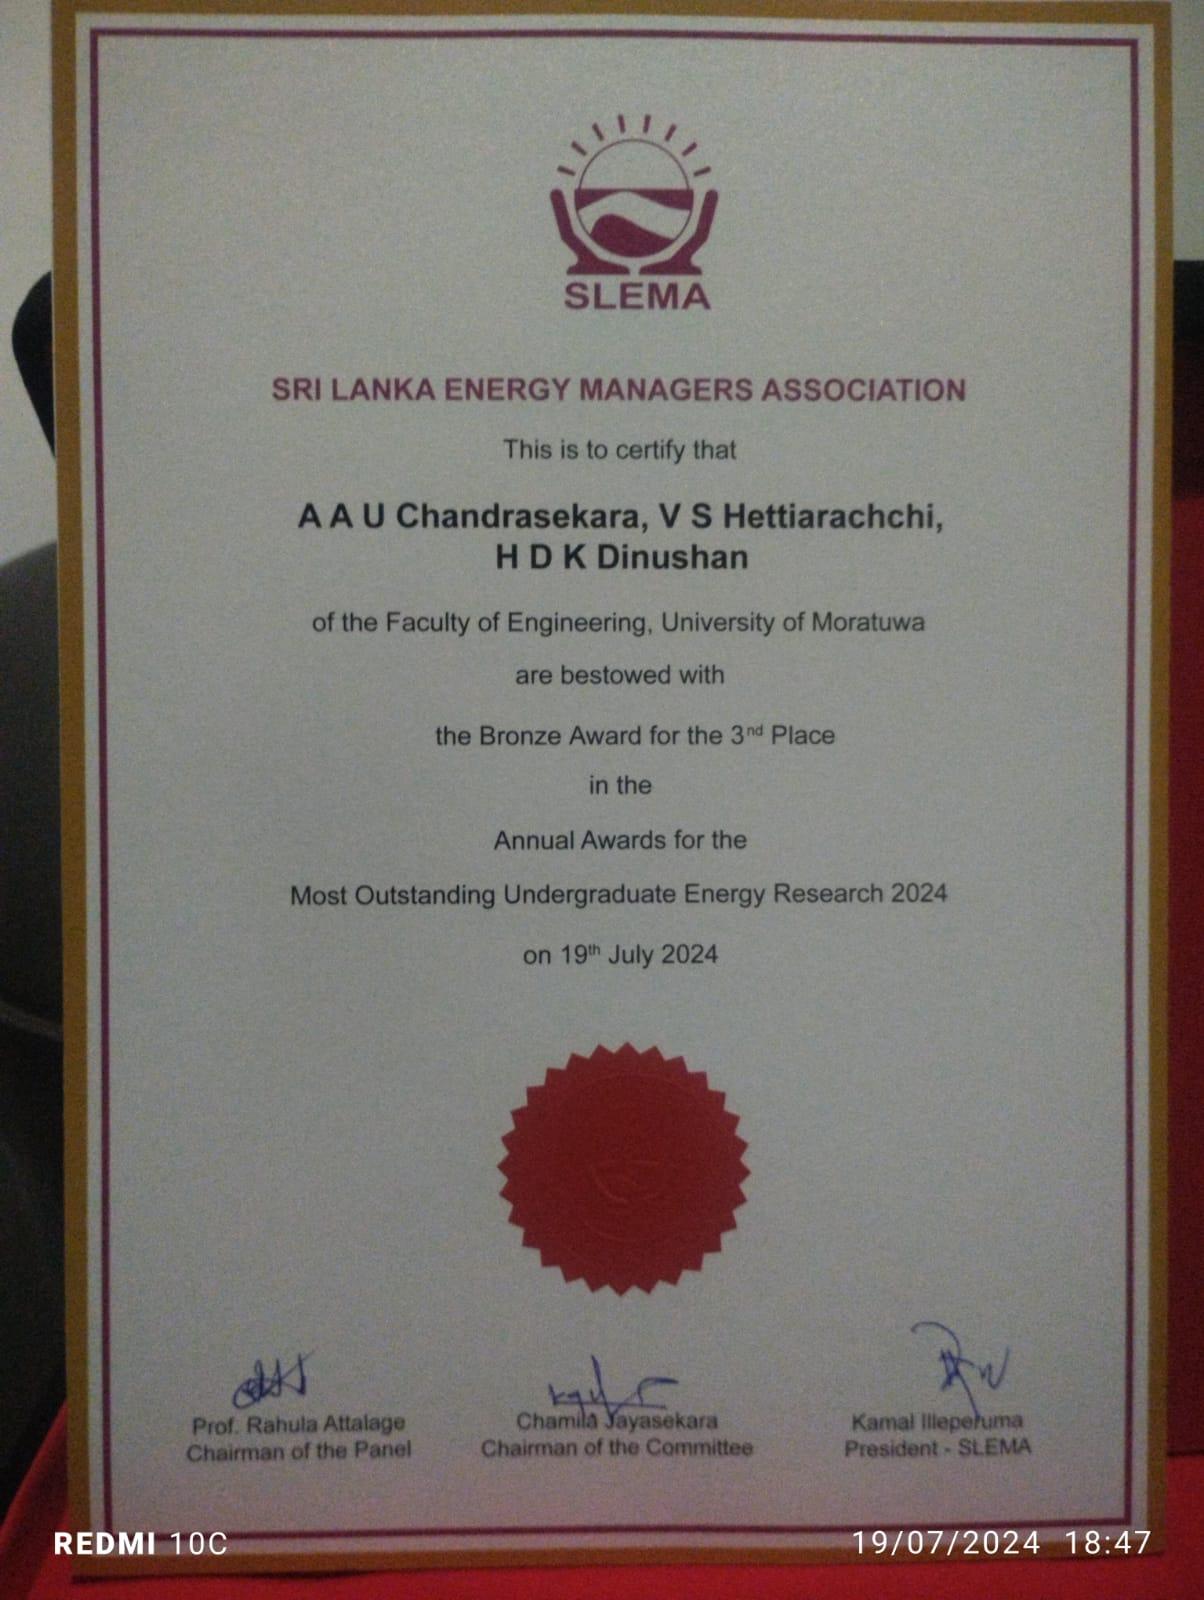 SLEMA
SRI LANKA ENERGY MANAGERS ASSOCIATION
This is to certify that
A A U Chandrasekara, V S Hettiarachchi,
H D K Dinushan
of the Faculty of Engineering, University of Moratuwa
are bestowed with
the Bronze Award for the 3nd Place
in the
Annual Awards for the
Most Outstanding Undergraduate Energy Research 2024
on 19th July 2024
Prof. Rahula Attalage
Chairman of the Panel
Chamila Jayasekara
Chairman of the Committee
Kamal Illeperuma
President - SLEMA
REDMI 10C
19/07/2024 18:47